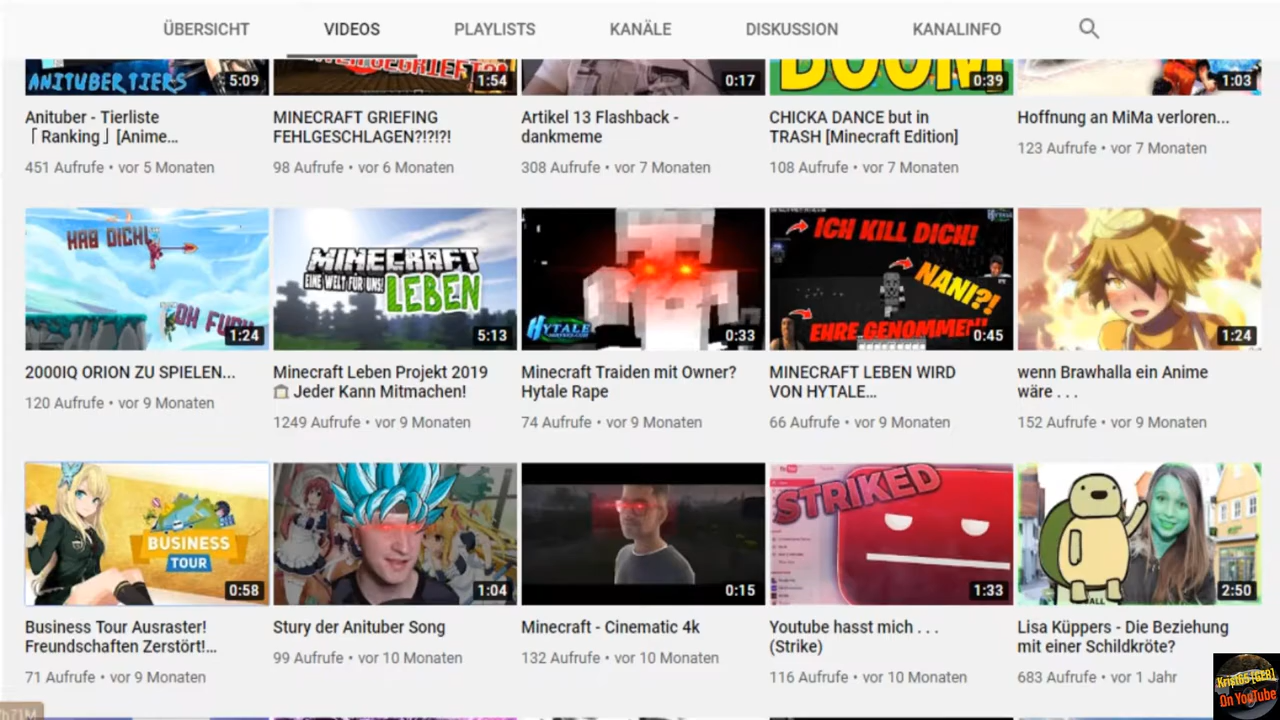 ÜBERSICHT VIDEOS PLAYLISTS KANÄLE DISKUSSION KANALINFO
ANITUBER TIERS 5:09 1:54 0:17 BOOM 0:39 1:03
Anituber - Tierliste
「Ranking」[Anime...
451 Aufrufe • vor 5 Monaten
MINECRAFT GRIEFING
FEHLGESCHLAGEN?!?!?!
98 Aufrufe • vor 6 Monaten
Artikel 13 Flashback -
dankmeme
308 Aufrufe • vor 7 Monaten
CHICKA DANCE but in
TRASH [Minecraft Edition]
108 Aufrufe • vor 7 Monaten
Hoffnung an MiMa verloren...
123 Aufrufe • vor 7 Monaten
HAB DICH!
OH FUCK
1:24
MINECRAFT
EINE WELT FÜR UNS!
LEBEN
5:13
HYTALE
0:33
ICH KILL DICH!
NANI?!
EHRE GENOMMEN!
0:45
1:24
2000IQ ORION ZU SPIELEN...
120 Aufrufe • vor 9 Monaten
Minecraft Leben Projekt 2019
🏛 Jeder Kann Mitmachen!
1249 Aufrufe • vor 9 Monaten
Minecraft Traiden mit Owner?
Hytale Rape
74 Aufrufe • vor 9 Monaten
MINECRAFT LEBEN WIRD
VON HYTALE...
66 Aufrufe • vor 9 Monaten
wenn Brawhalla ein Anime
wäre . . .
152 Aufrufe • vor 9 Monaten
BUSINESS
TOUR
0:58
1:04
0:15
STRIKED
1:33
ALL
2:50
Business Tour Ausraster!
Freundschaften Zerstört!...
71 Aufrufe • vor 9 Monaten
Stury der Anituber Song
99 Aufrufe • vor 10 Monaten
Minecraft - Cinematic 4k
132 Aufrufe • vor 10 Monaten
Youtube hasst mich . . .
(Strike)
116 Aufrufe • vor 10 Monaten
Lisa Küppers - Die Beziehung
mit einer Schildkröte?
683 Aufrufe • vor 1 Jahr
On YouTube